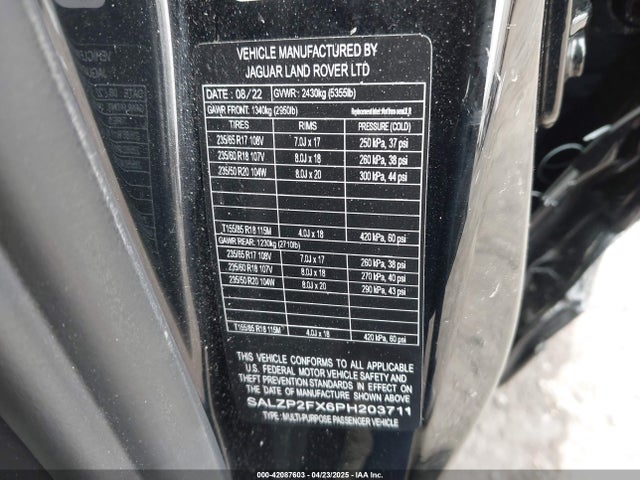 VEHICLE MANUFACTURED BY
JAGUAR LAND ROVER LTD
DATE : 08/22 GVWR : 2430kg (5355lb)
GAWR FRONT: 1340kg (2950lb) Replacement label
TIRES RIMS PRESSURE (COLD)
235/65 R17 108V 7.0J x 17 250 kPa, 37 psi
235/60 R18 107V 8.0J x 18 260 kPa, 38 psi
235/50 R20 104W 8.0J x 20 300 kPa, 44 psi
T155/85 R18 115M 4.0J x 18 420 kPa, 60 psi
GAWR REAR: 1230kg (2710lb)
235/65 R17 108V 7.0J x 17 260 kPa, 38 psi
235/60 R18 107V 8.0J x 18 270 kPa, 40 psi
235/50 R20 104W 8.0J x 20 290 kPa, 43 psi
T155/85 R18 115M 4.0J x 18 420 kPa, 60 psi
THIS VEHICLE CONFORMS TO ALL APPLICABLE
U.S. FEDERAL MOTOR VEHICLE SAFETY AND
THEFT PREVENTION STANDARDS IN EFFECT ON
THE DATE OF MANUFACTURE SHOWN ABOVE
SALZP2FX6PH203711
TYPE : MULTI-PURPOSE PASSENGER VEHICLE
000-42087603 - 04/23/2025 - IAAI.COM